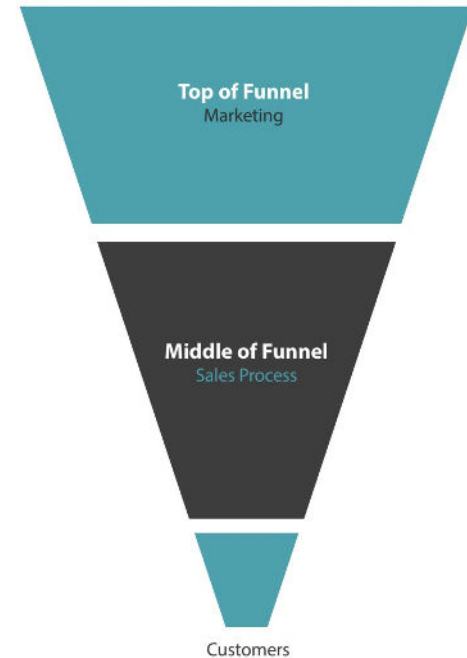 Top of Funnel
Marketing
Middle of Funnel
Sales Process
Customers